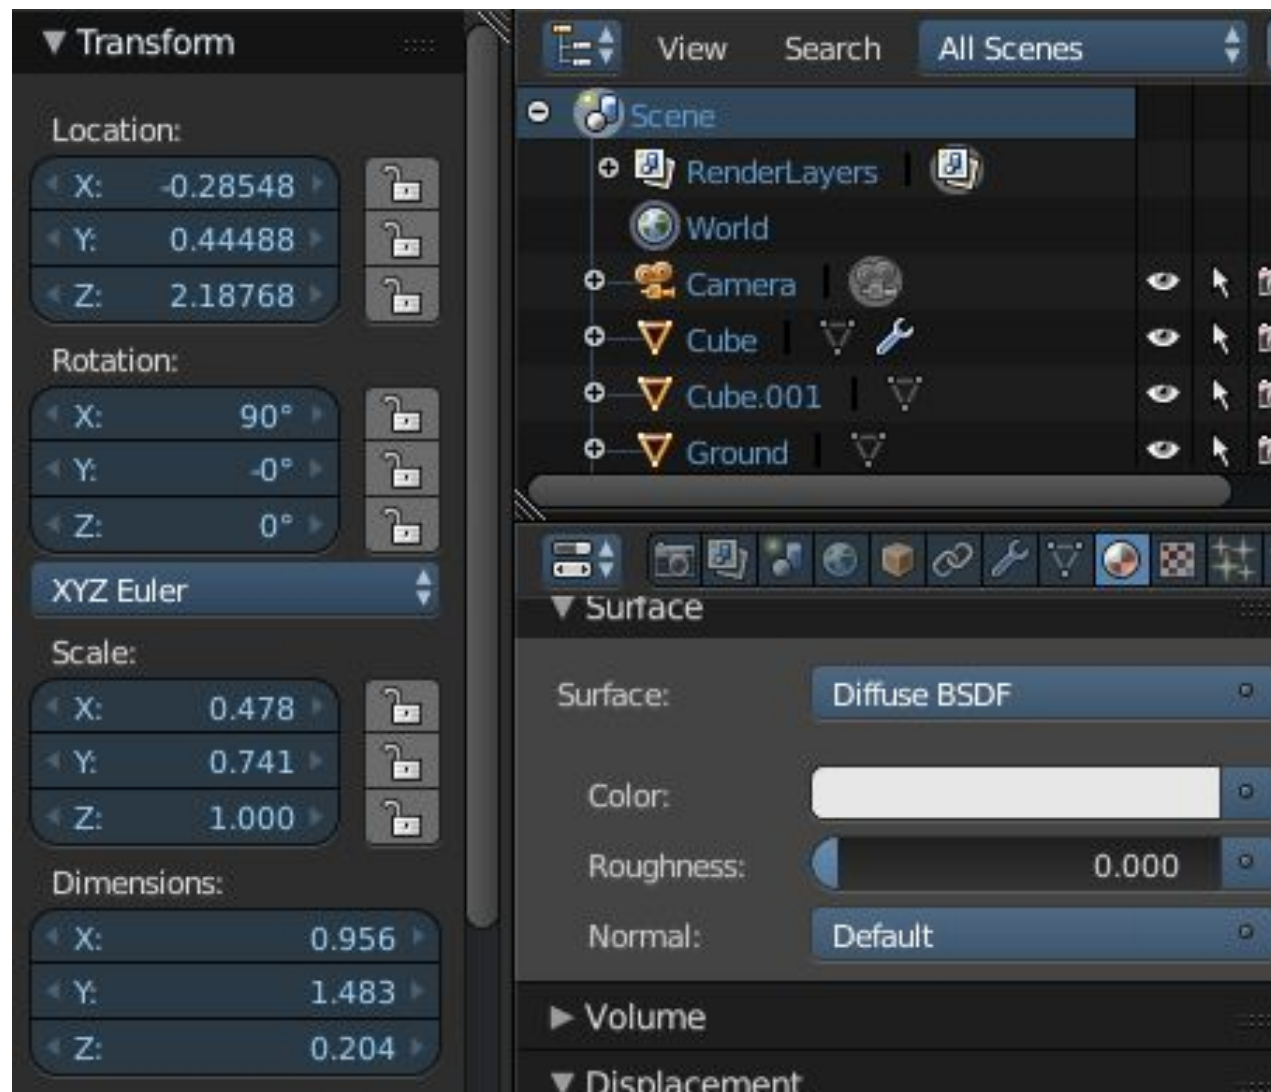 Transform
Location:
X: -0.28548
Y: 0.44488
Z: 2.18768
Rotation:
X: 90°
Y: -0°
Z: 0°
XYZ Euler
Scale:
X: 0.478
Y: 0.741
Z: 1.000
Dimensions:
X: 0.956
Y: 1.483
Z: 0.204
View Search All Scenes
Scene
RenderLayers
World
Camera
Cube
Cube.001
Ground
Surface
Surface: Diffuse BSDF
Color:
Roughness: 0.000
Normal: Default
Volume
Displacement